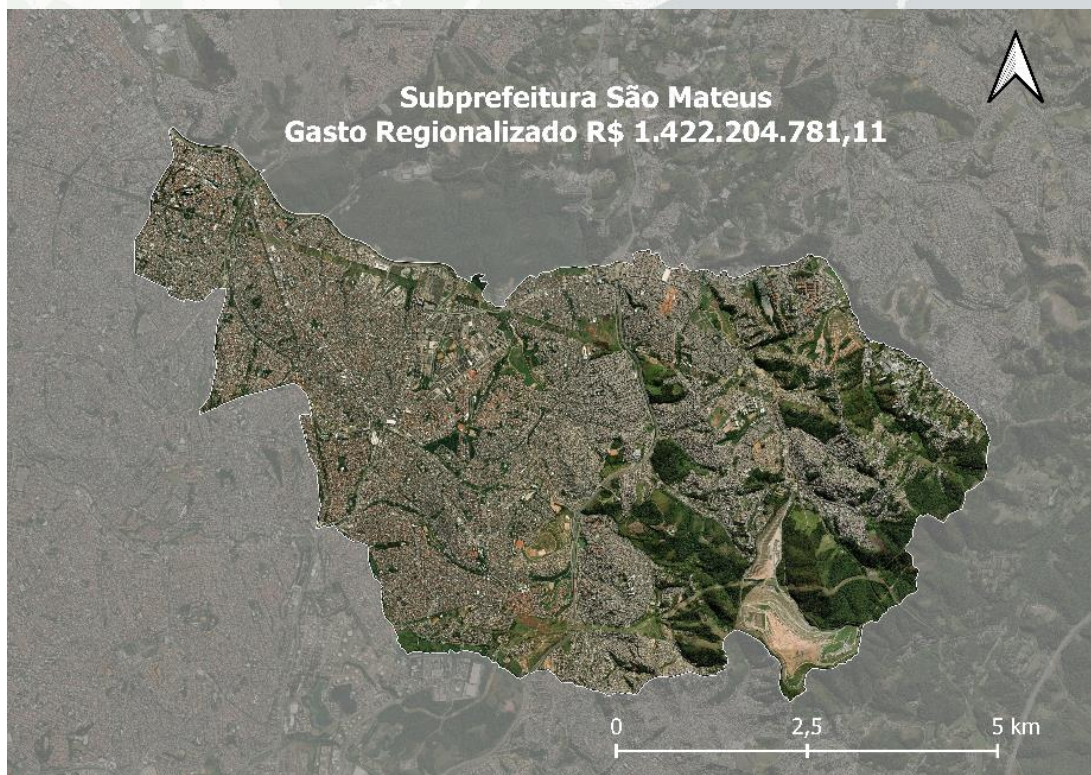 Subprefeitura São Mateus
Gasto Regionalizado R$ 1.422.204.781,11
0 2,5 5 km